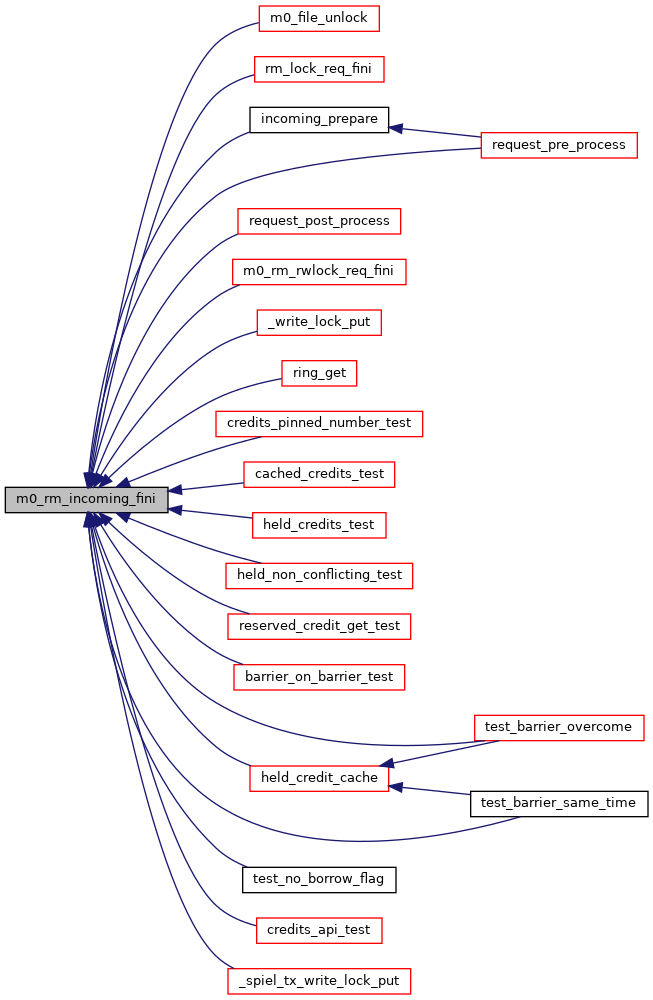 m0_file_unlock
rm_lock_req_fini
incoming_prepare
request_pre_process
request_post_process
m0_rm_rwlock_req_fini
_write_lock_put
ring_get
credits_pinned_number_test
cached_credits_test
m0_rm_incoming_fini
held_credits_test
held_non_conflicting_test
reserved_credit_get_test
barrier_on_barrier_test
test_barrier_overcome
held_credit_cache
test_barrier_same_time
test_no_borrow_flag
credits_api_test
_spiel_tx_write_lock_put